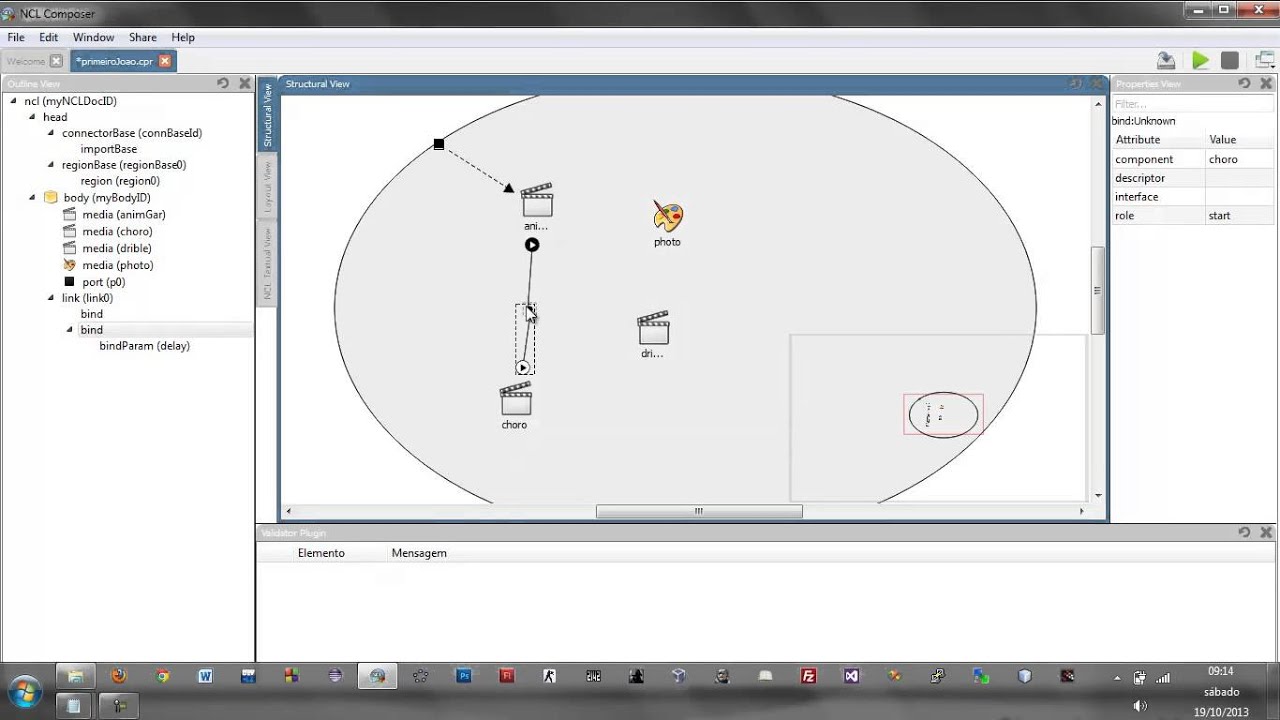 NCL Composer
File Edit Window Share Help
Welcome *primeiroJoao.cpr
Outline View
ncl (myNCLDocID)
head
connectorBase (connBaseId)
importBase
regionBase (regionBase0)
region (region0)
body (myBodyID)
media (animGar)
media (choro)
media (drible)
media (photo)
port (p0)
link (link0)
bind
bind
bindParam (delay)
Structural View
Layout View
NCL Textual View
Structural View
ani...
photo
dri...
choro
Properties View
Filter...
bind:Unknown
Attribute Value
component choro
descriptor
interface
role start
Validator Plugin
Elemento Mensagem
09:14
sábado
19/10/2013